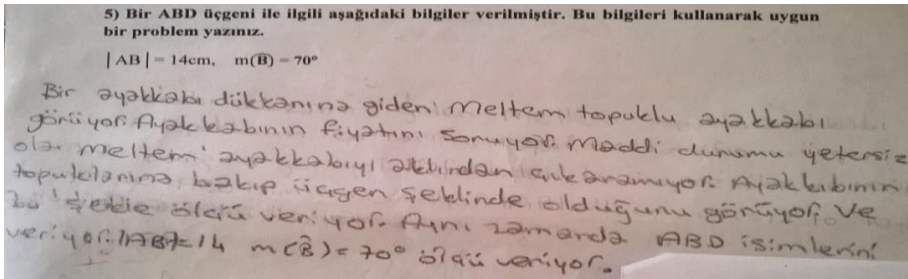 5) Bir ABD üçgeni ile ilgili aşağıdaki bilgiler verilmiştir. Bu bilgileri kullanarak uygun
bir problem yazınız.
|AB| = 14cm, m(B̂) = 70°
Bir ayakkabı dükkanına giden Meltem topuklu ayakkabı
görüyor. Ayakkabının fiyatını soruyor. Maddi durumu yetersiz
olan meltem ayakkabıyı aklından çıkaramıyor. Ayakkıbının
topuklarına bakıp üçgen şeklinde olduğunu görüyor. Ve
bu şekle ölçü veriyor. Aynı zamanda ABD isimlerini
veriyor. |AB|=14 m(B̂)=70° ölçü veriyor.